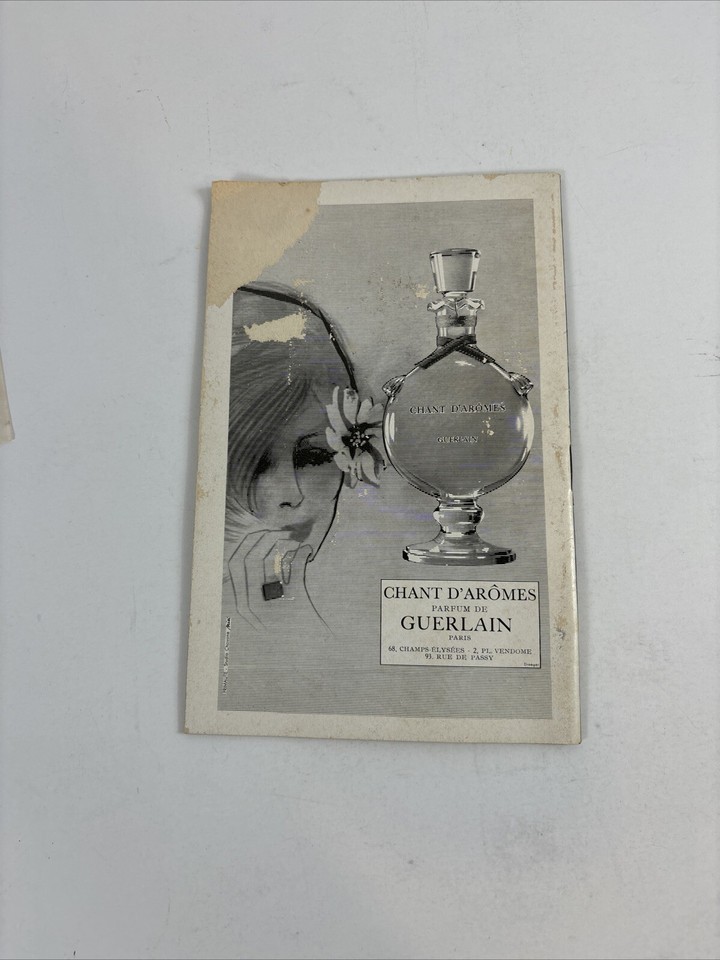 CHANT D'ARÔMES
GUERLAIN
CHANT D'ARÔMES
PARFUM DE
GUERLAIN
PARIS
68, CHAMPS-ÉLYSÉES - 2, PL. VENDOME
93, RUE DE PASSY